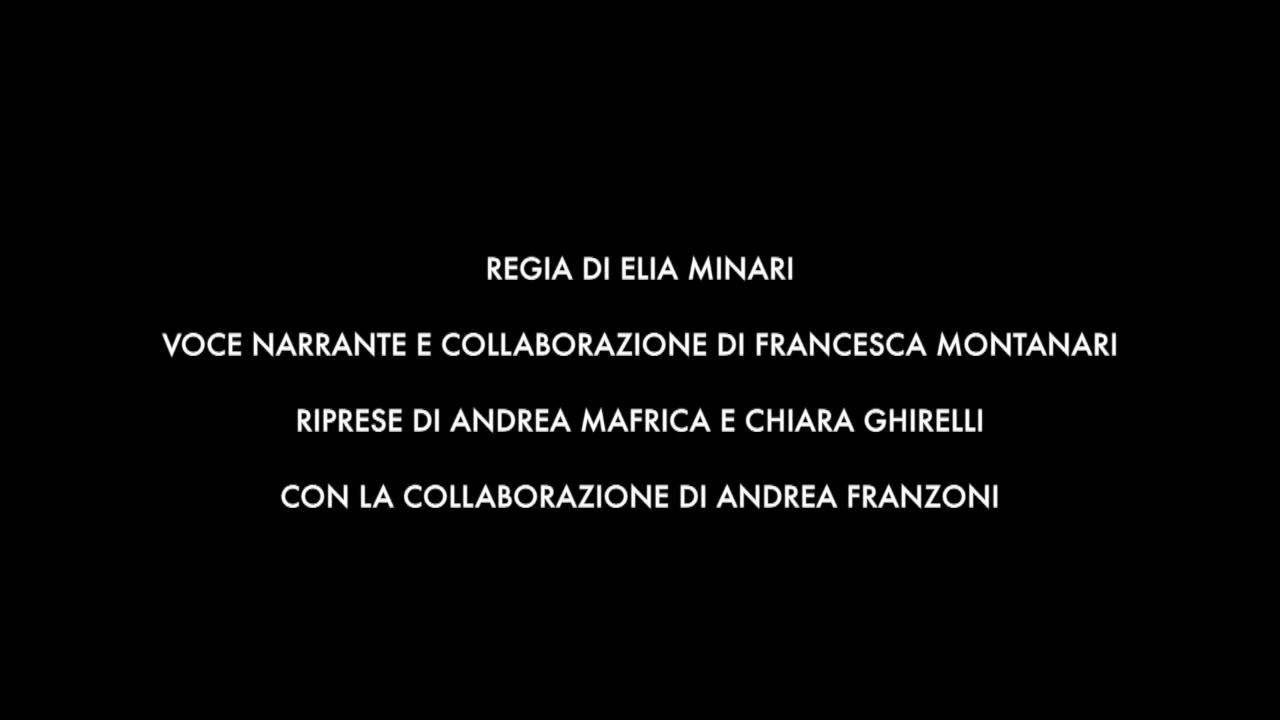 REGIA DI ELIA MINARI
VOCE NARRANTE E COLLABORAZIONE DI FRANCESCA MONTANARI
RIPRESE DI ANDREA MAFRICA E CHIARA GHIRELLI
CON LA COLLABORAZIONE DI ANDREA FRANZONI